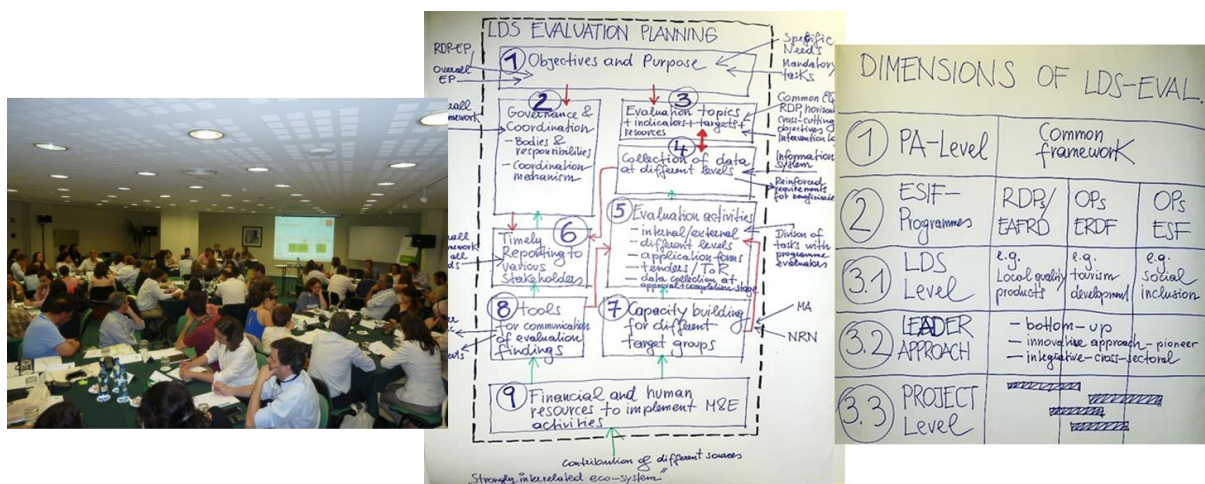 LDS EVALUATION PLANNING
RDP-EP
Overall
EP
1 Objectives and Purpose
Specific
Needs
Mandatory
tasks
2
Governance &
Coordination
- Bodies &
responsibilities
- Coordination
mechanism
3
Evaluation topics
+ indicators + targets +
resources
Common EQ
RDP, horizon
cross-cutting
objectives
Intervention Lo
4
Collection of data
at different levels
Information
system
Reinforced
requirements
for beneficiaries
5 Evaluation activities
- internal/external
- different levels
- application forms
- tenders / ToR
- data collection at
approval + completion stage
Division of
tasks with
programme
evaluators
6
Timely
Reporting to
various
Stakeholders
7 Capacity building
for different
target groups
MA
NRN
8 tools
for communication
of evaluation
findings
9 Financial and human
resources to implement M&E
activities
contribution of different sources
"Strongly interrelated eco-system"
DIMENSIONS OF LDS-EVAL.
1 PA-Level
Common
framework
2 ESIF-
Programmes
RDP/
EAFRD
OPs
ERDF
OPs
ESF
3.1 LDS
Level
e.g.
Local quality
products
e.g.
tourism
development
e.g.
Social
inclusion
3.2 LEADER
APPROACH
- bottom-up
- innovative approach - pioneer
- integrative-cross-sectoral
3.3 PROJECT
Level